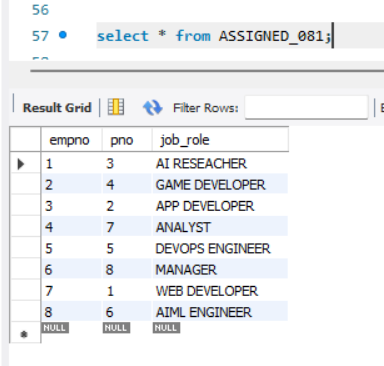 56
57 select * from ASSIGNED_081;
Result Grid Filter Rows:
empno pno job_role
1 3 AI RESEACHER
2 4 GAME DEVELOPER
3 2 APP DEVELOPER
4 7 ANALYST
5 5 DEVOPS ENGINEER
6 8 MANAGER
7 1 WEB DEVELOPER
8 6 AIML ENGINEER
NULL NULL NULL